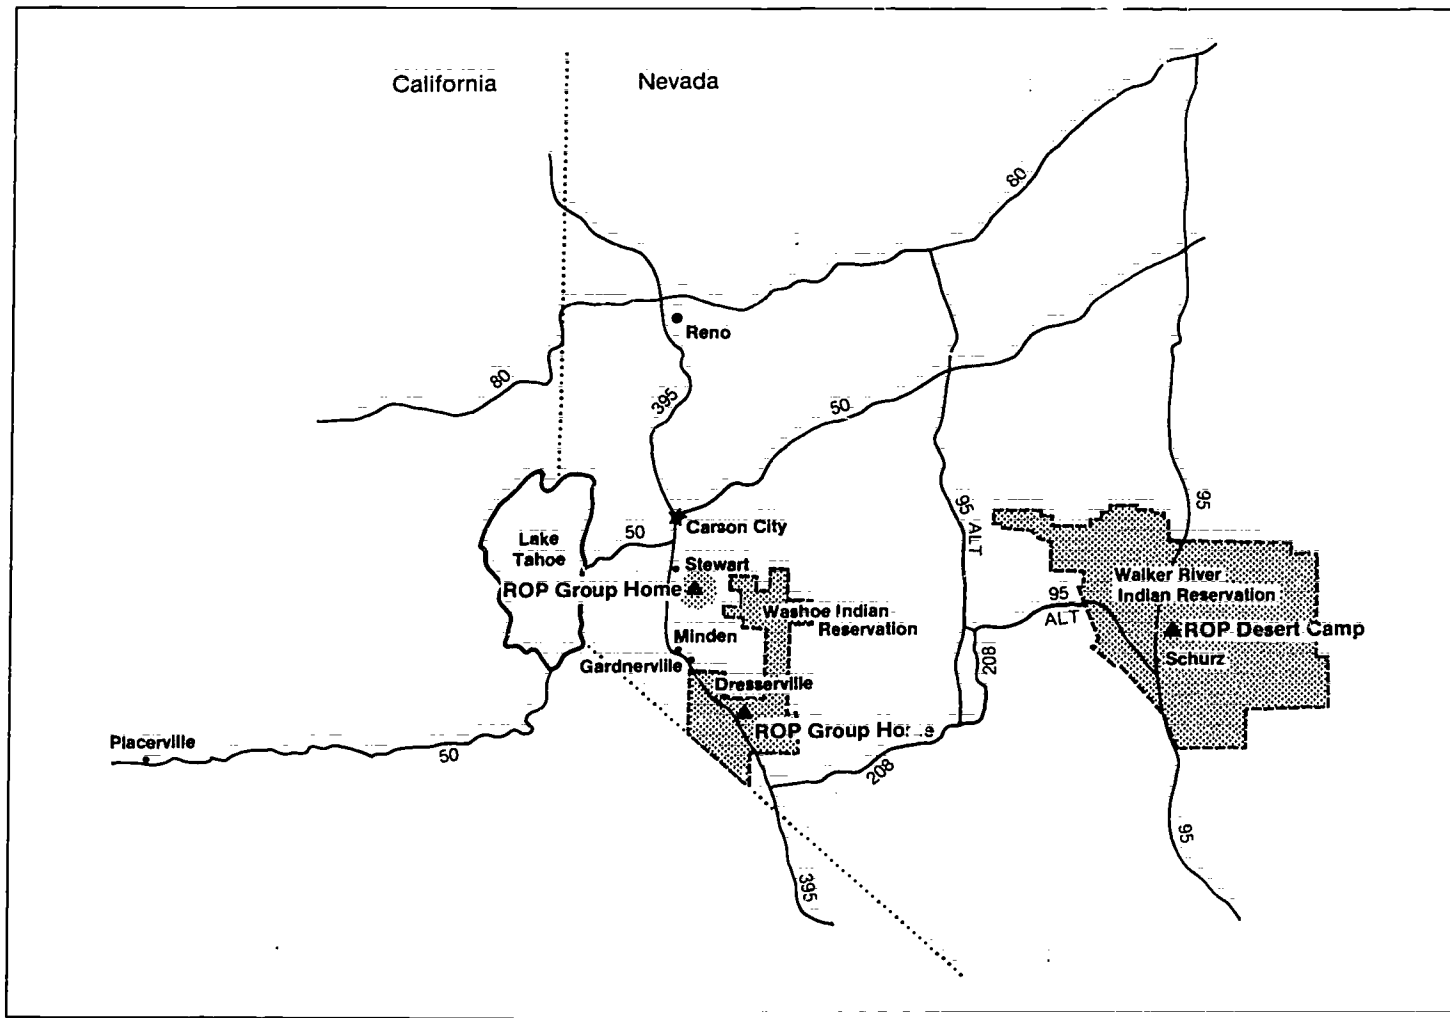 California
Nevada
80
Reno
80
395
50
95
95 ALT
Carson City
50
Lake
Tahoe
Stewart
ROP Group Home
Washoe Indian
Reservation
Walker River
Indian Reservation
95
ALT
ROP Desert Camp
Minden
Gardnerville
208
Schurz
Dresserville
ROP Group Home
Placerville
50
208
95
395